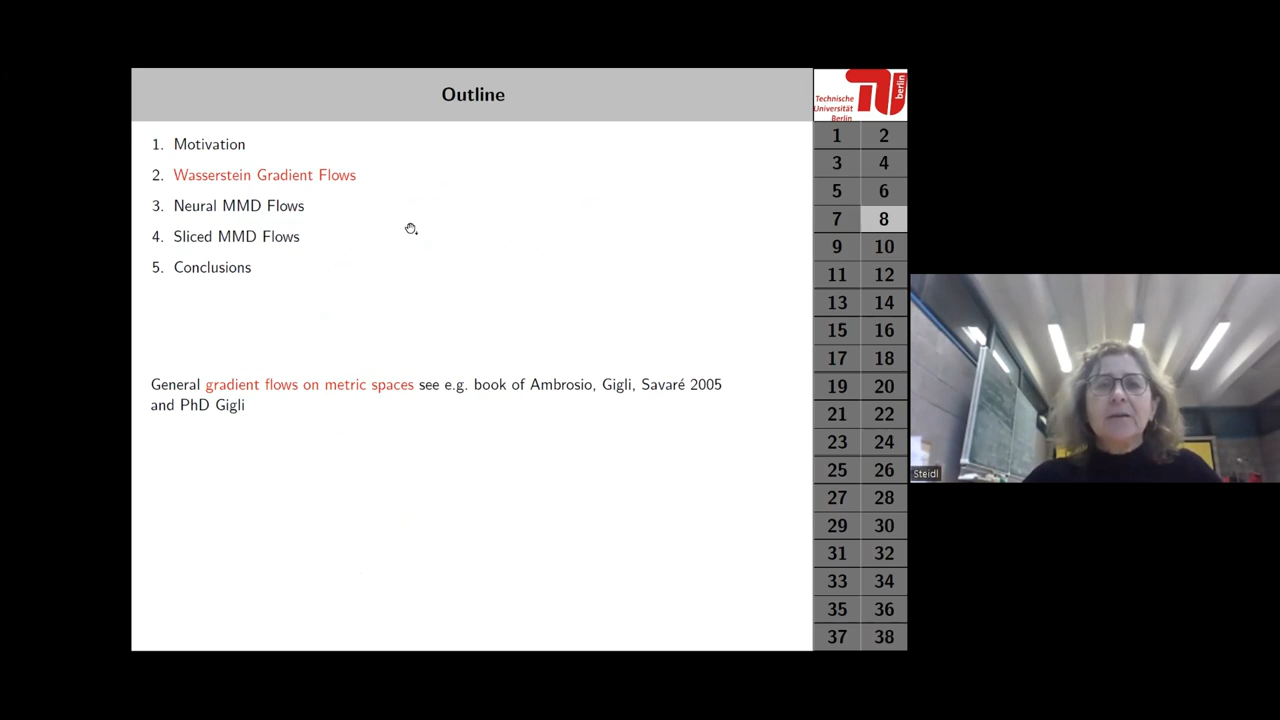 Outline
1. Motivation
2. Wasserstein Gradient Flows
3. Neural MMD Flows
4. Sliced MMD Flows
5. Conclusions
General gradient flows on metric spaces see e.g. book of Ambrosio, Gigli, Savaré 2005
and PhD Gigli
Technische
Universität
Berlin
berlin
1 2
3 4
5 6
7 8
9 10
11 12
13 14
15 16
17 18
19 20
21 22
23 24
25 26
27 28
29 30
31 32
33 34
35 36
37 38
Steidl